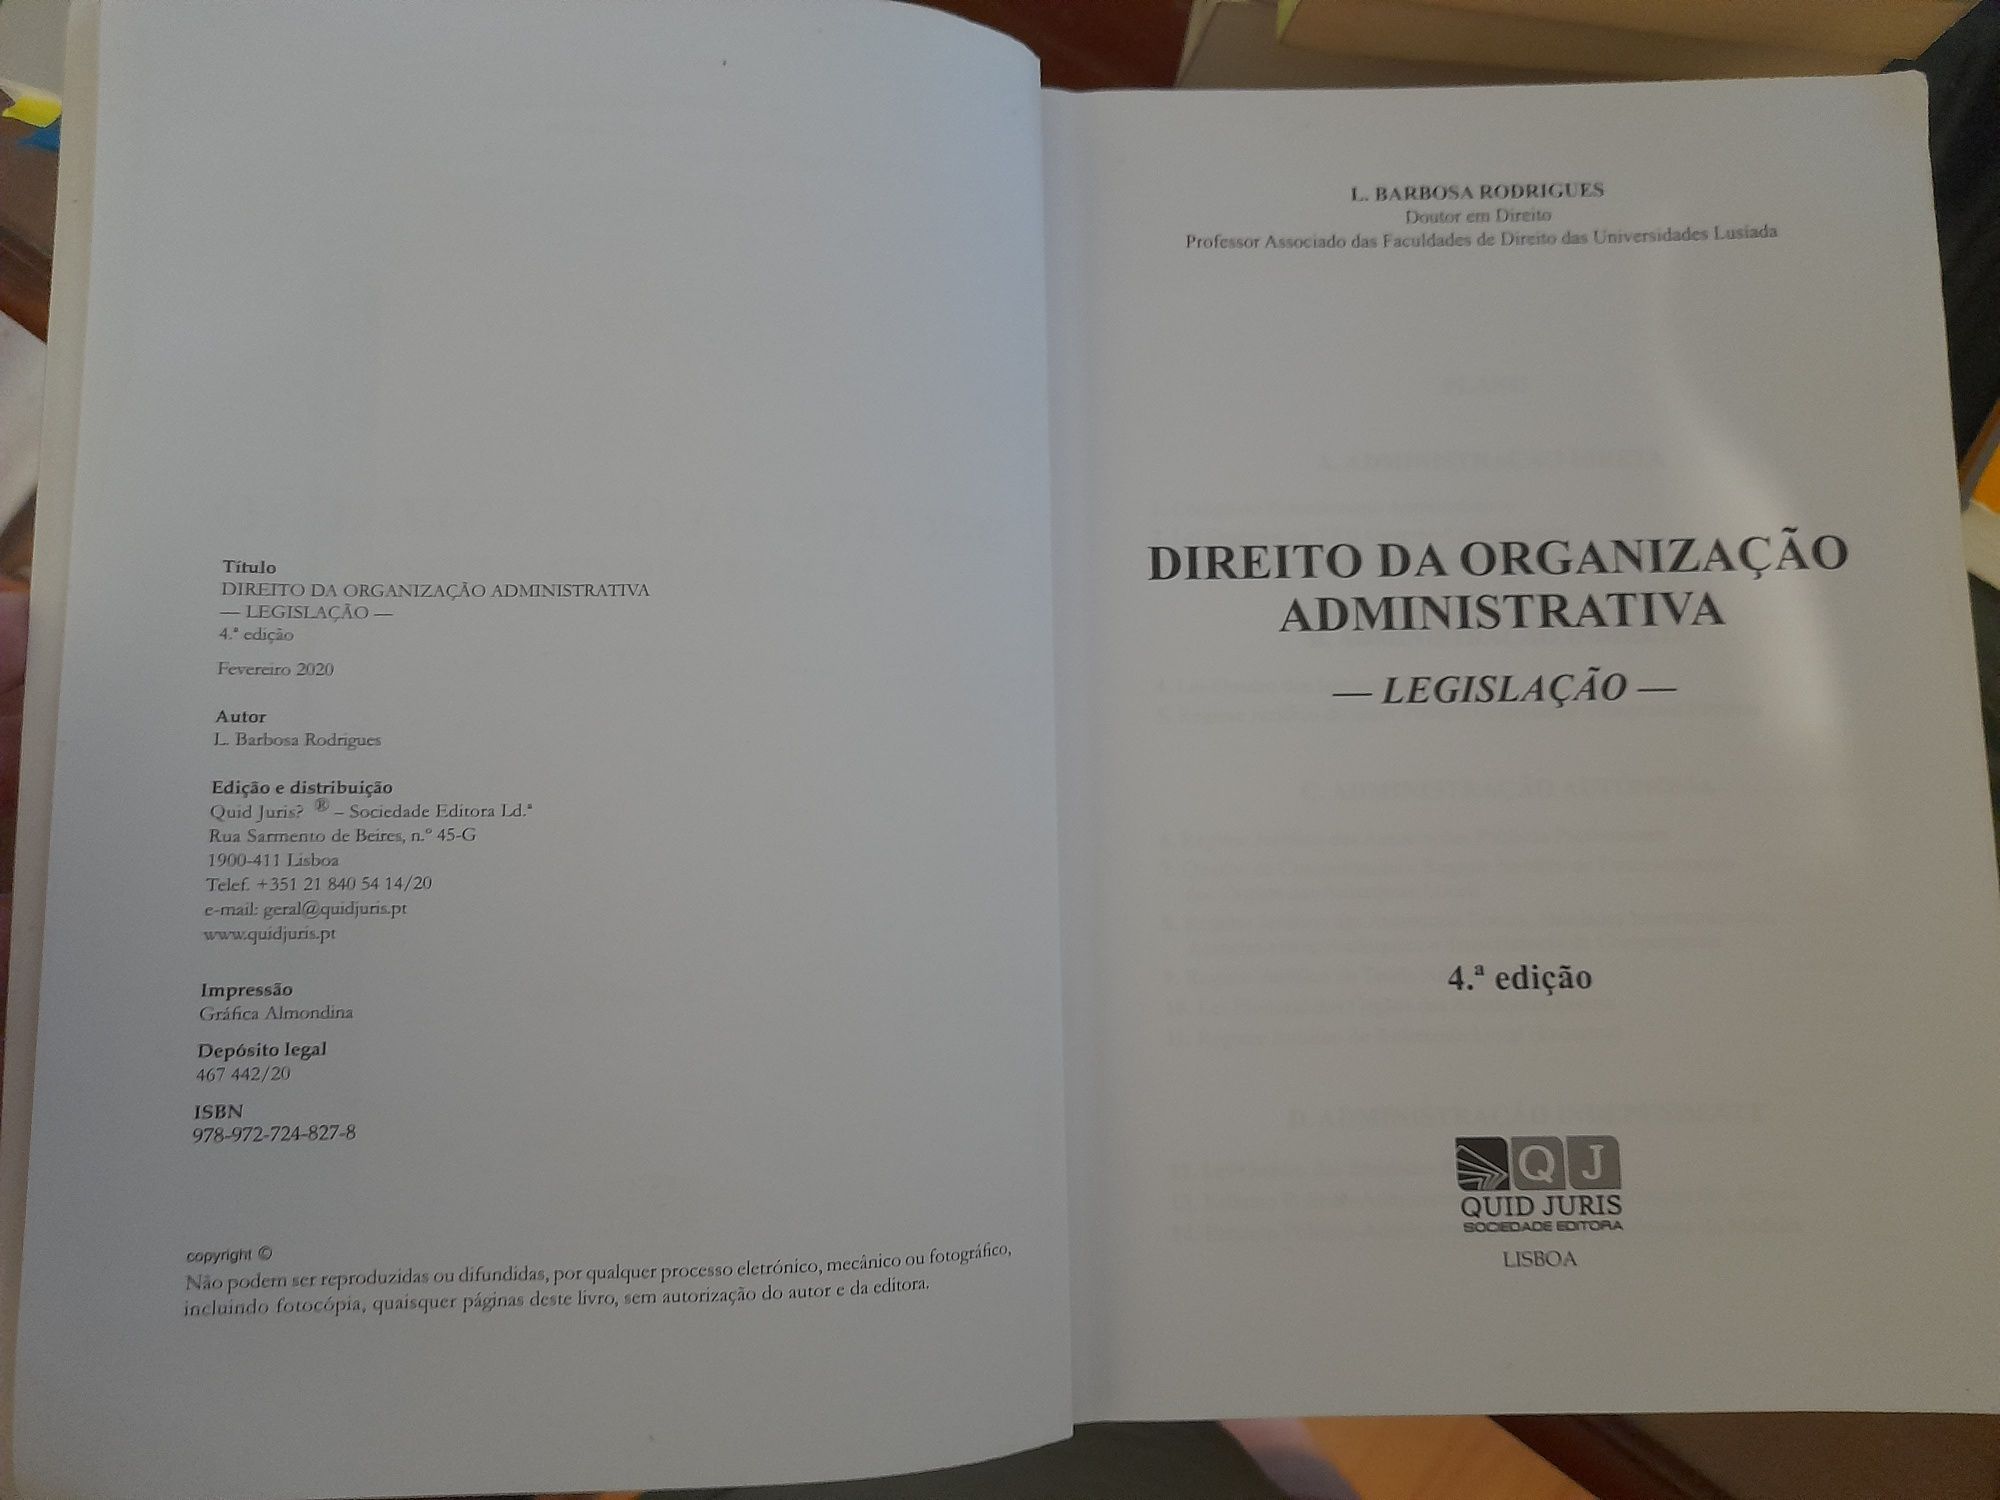 Título
DIREITO DA ORGANIZAÇÃO ADMINISTRATIVA
— LEGISLAÇÃO —
4.ª edição
Fevereiro 2020
Autor
L. Barbosa Rodrigues
Edição e distribuição
Quid Juris? ® – Sociedade Editora Ld.ª
Rua Sarmento de Beires, n.º 45-G
1900-411 Lisboa
Telef. +351 21 840 54 14/20
e-mail: geral@quidjuris.pt
www.quidjuris.pt
Impressão
Gráfica Almondina
Depósito legal
467 442/20
ISBN
978-972-724-827-8
copyright ©
Não podem ser reproduzidas ou difundidas, por qualquer processo eletrónico, mecânico ou fotográfico,
incluindo fotocópia, quaisquer páginas deste livro, sem autorização do autor e da editora.
L. BARBOSA RODRIGUES
Doutor em Direito
Professor Associado das Faculdades de Direito das Universidades Lusíada
DIREITO DA ORGANIZAÇÃO
ADMINISTRATIVA
— LEGISLAÇÃO —
4.ª edição
QJ
QUID JURIS
SOCIEDADE EDITORA
LISBOA